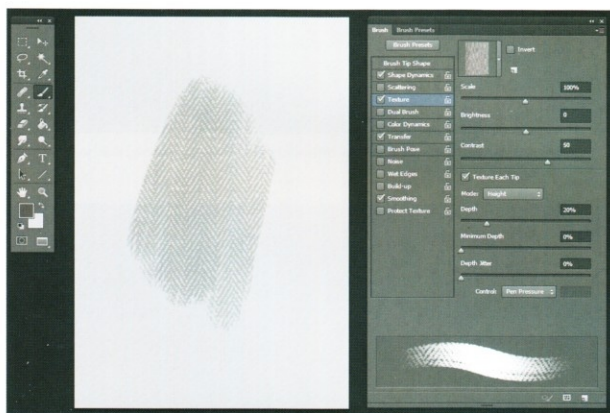 Brush Brush Presets
Brush Presets
Invert
Brush Tip Shape
Shape Dynamics
Scattering
Texture
Dual Brush
Color Dynamics
Transfer
Brush Pose
Noise
Wet Edges
Build-up
Smoothing
Protect Texture
Scale 100%
Brightness 0
Contrast 50
Texture Each Tip
Mode: Height
Depth 20%
Minimum Depth 0%
Depth Jitter 0%
Control: Pen Pressure
T